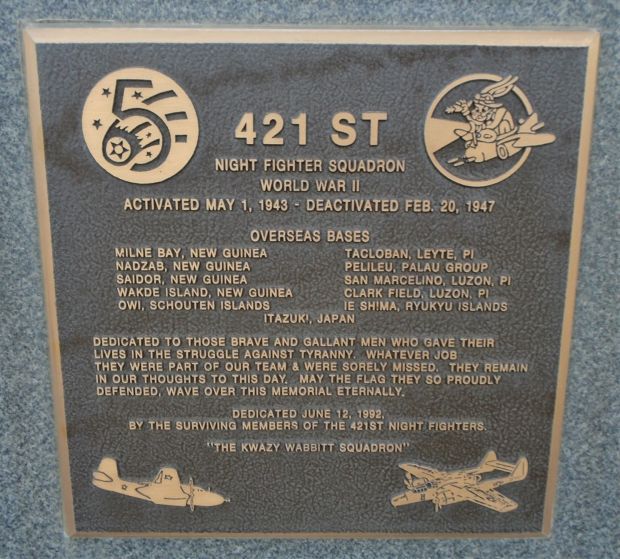 5
421 ST
NIGHT FIGHTER SQUADRON
WORLD WAR II
ACTIVATED MAY 1, 1943 - DEACTIVATED FEB. 20, 1947
OVERSEAS BASES
MILNE BAY, NEW GUINEA
NADZAB, NEW GUINEA
SAIDOR, NEW GUINEA
WAKDE ISLAND, NEW GUINEA
OWI, SCHOUTEN ISLANDS
TACLOBAN, LEYTE, PI
PELILEU, PALAU GROUP
SAN MARCELINO, LUZON, PI
CLARK FIELD, LUZON, PI
IE SHIMA, RYUKYU ISLANDS
ITAZUKI, JAPAN
DEDICATED TO THOSE BRAVE AND GALLANT MEN WHO GAVE THEIR
LIVES IN THE STRUGGLE AGAINST TYRANNY. WHATEVER JOB
THEY WERE PART OF OUR TEAM & WERE SORELY MISSED. THEY REMAIN
IN OUR THOUGHTS TO THIS DAY. MAY THE FLAG THEY SO PROUDLY
DEFENDED, WAVE OVER THIS MEMORIAL ETERNALLY.
DEDICATED JUNE 12, 1992,
BY THE SURVIVING MEMBERS OF THE 421ST NIGHT FIGHTERS.
"THE KWAZY WABBITT SQUADRON"